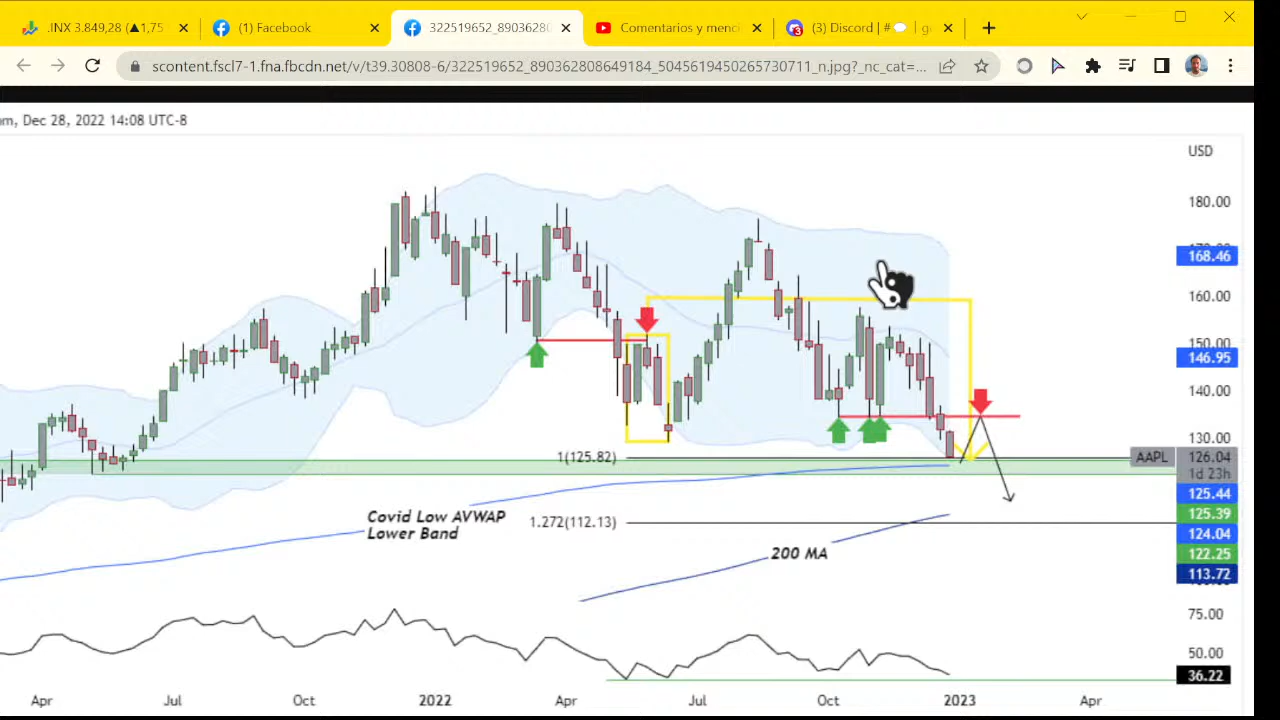 .INX 3.849,28 (▲1,75
(1) Facebook
322519652_89036280
Comentarios y menci
(3) Discord | #💬 | g
scontent.fscl7-1.fna.fbcdn.net/v/t39.30808-6/322519652_890362808649184_5045619450265730711_n.jpg?_nc_cat=...
om, Dec 28, 2022 14:08 UTC-8
USD
180.00
168.46
160.00
150.00
146.95
140.00
130.00
1(125.82)
AAPL
126.04
1d 23h
125.44
125.39
124.04
122.25
113.72
Covid Low AVWAP
Lower Band
1.272(112.13)
200 MA
75.00
50.00
36.22
Apr
Jul
Oct
2022
Apr
Jul
Oct
2023
Apr